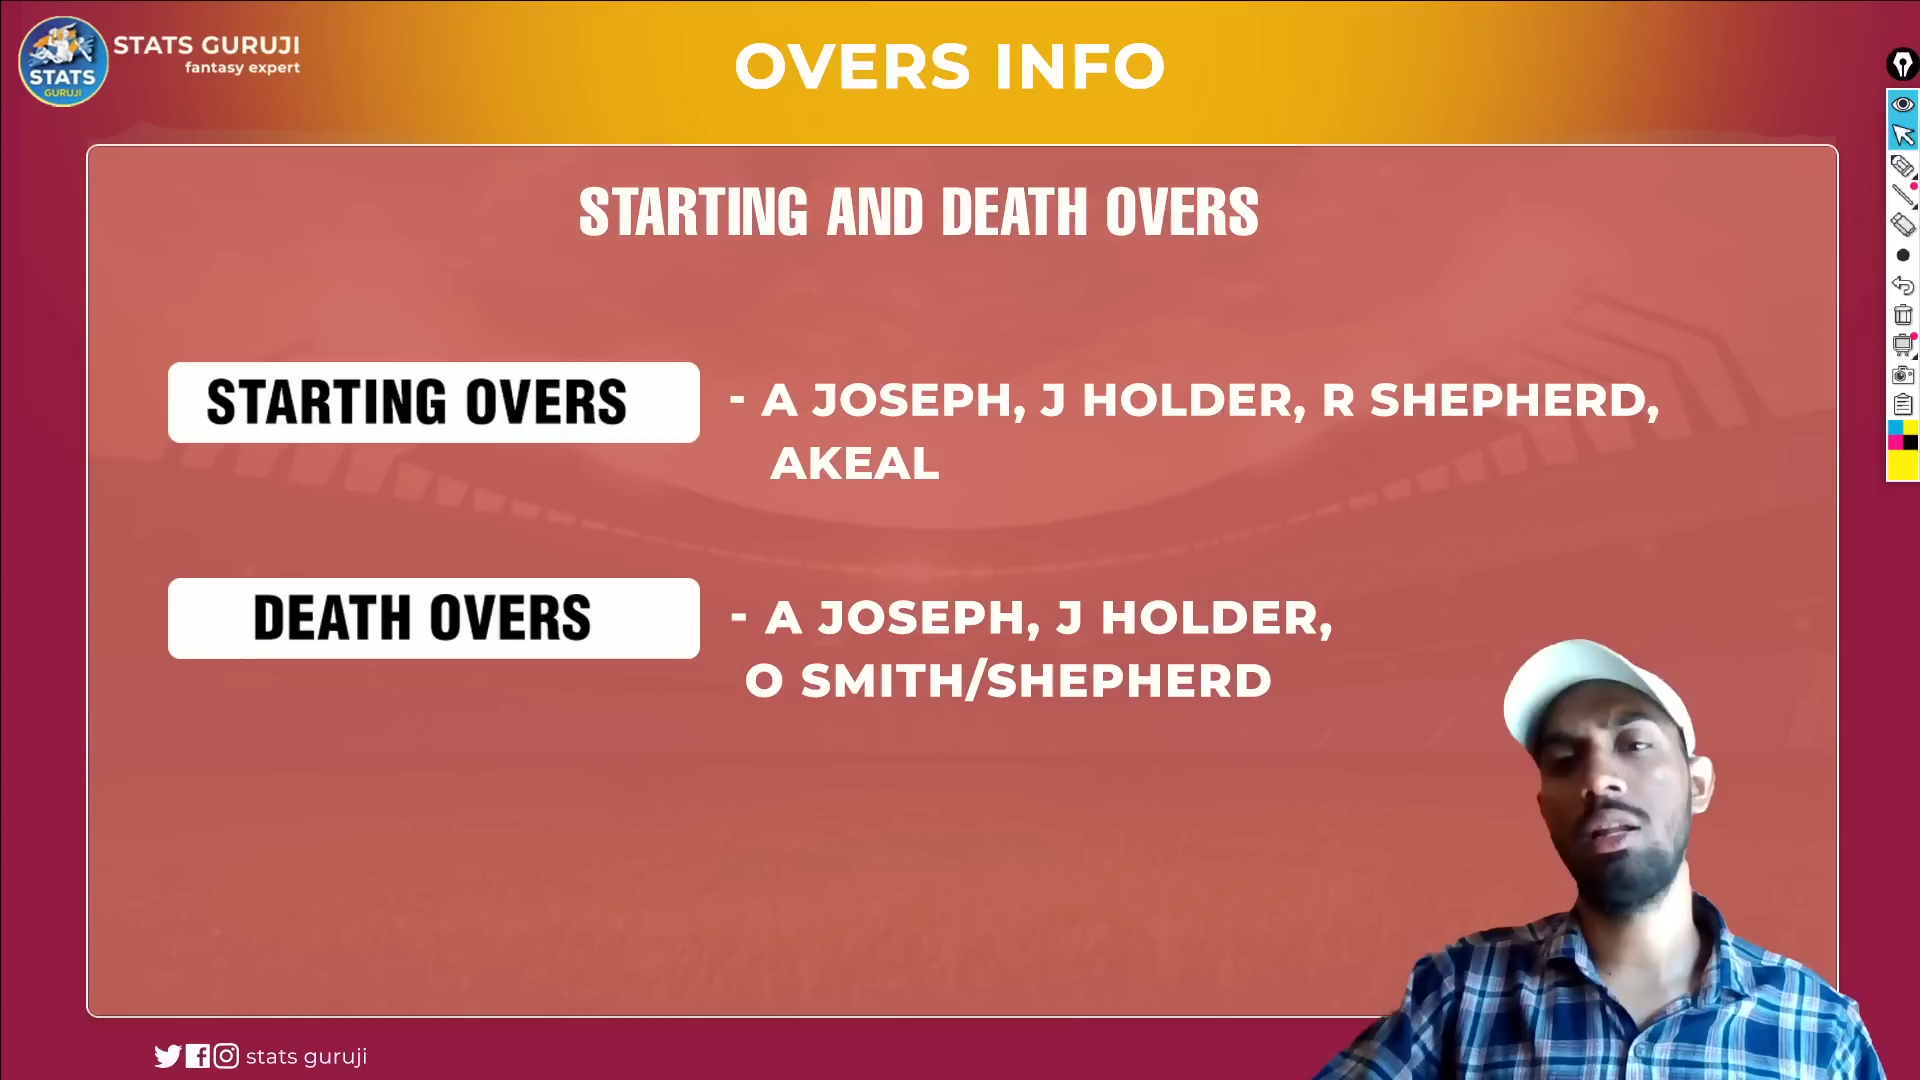 STATS GURUJI
fantasy expert
STATS
GURUJI
OVERS INFO
STARTING AND DEATH OVERS
STARTING OVERS
- A JOSEPH, J HOLDER, R SHEPHERD,
AKEAL
DEATH OVERS
- A JOSEPH, J HOLDER,
O SMITH/SHEPHERD
stats guruji